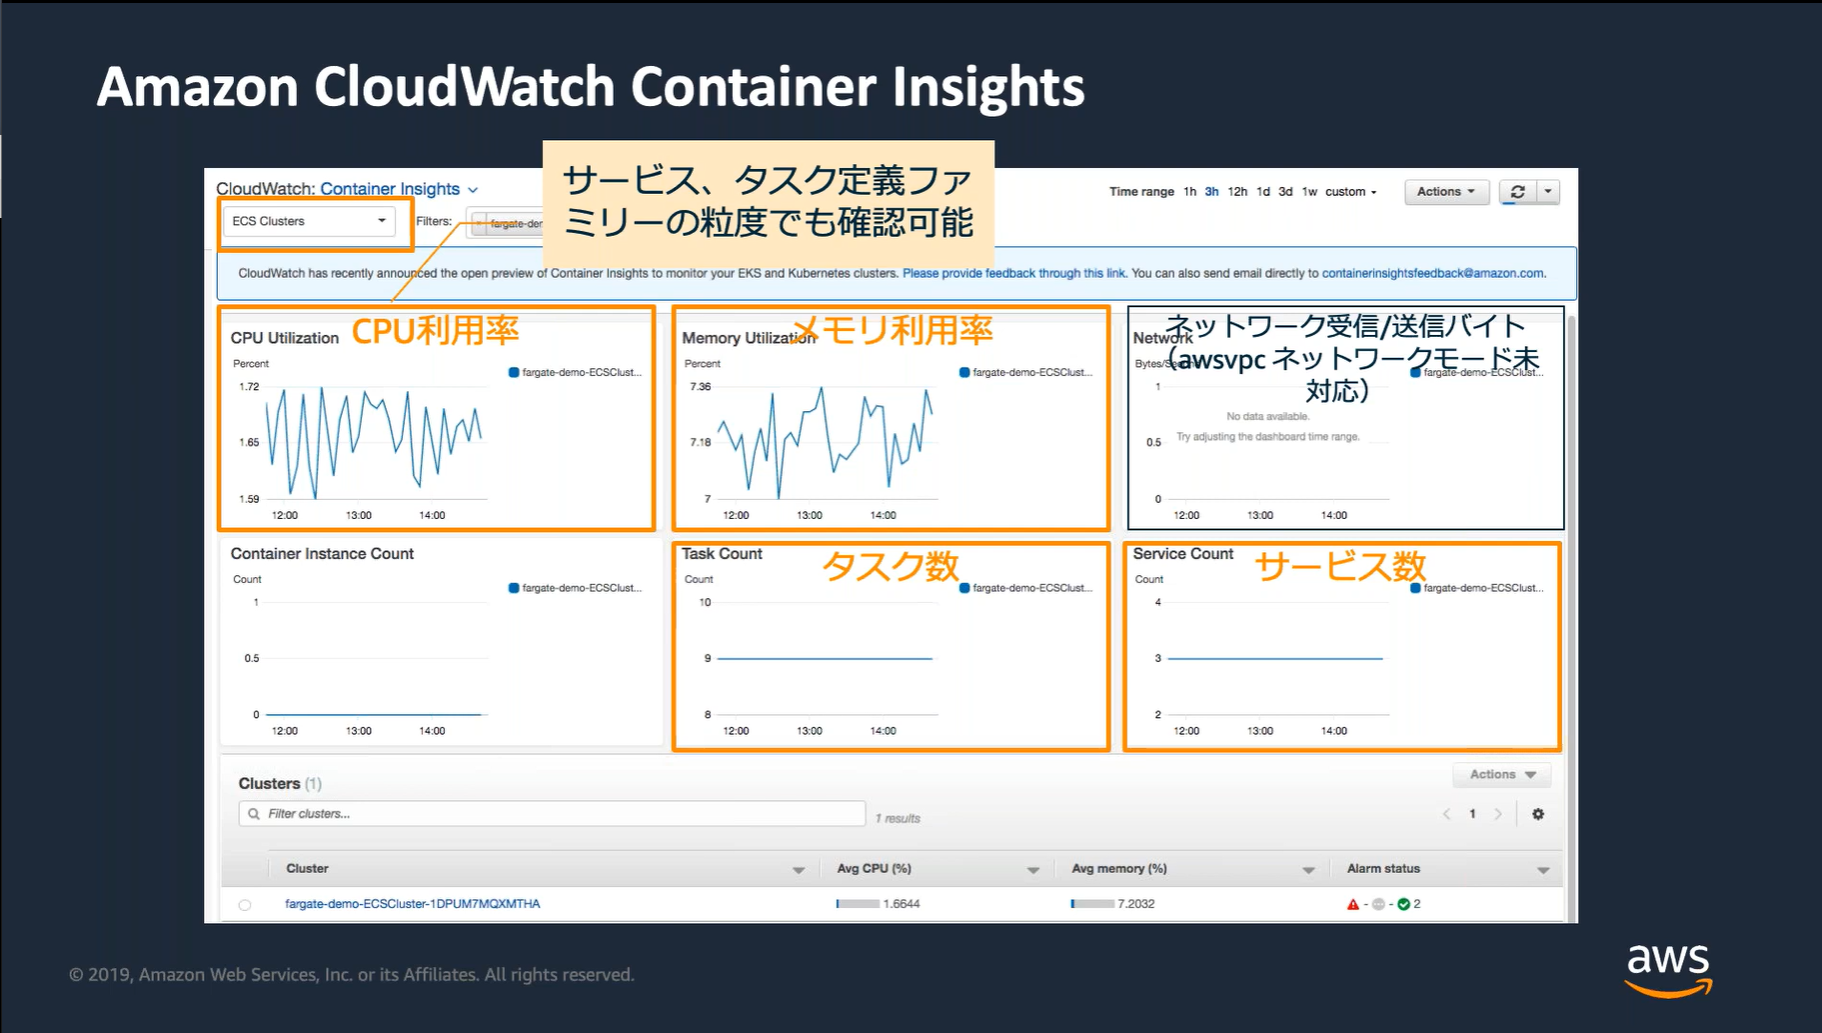 Amazon CloudWatch Container Insights
サービス、タスク定義ファ
ミリーの粒度でも確認可能
CloudWatch: Container Insights
Time range 1h 3h 12h 1d 3d 1w custom
Actions
ECS Clusters
Filters:
fargate-der
CloudWatch has recently announced the open preview of Container Insights to monitor your EKS and Kubernetes clusters. Please provide feedback through this link. You can also send email directly to containerinsightsfeedback@amazon.com.
CPU Utilization
CPU利用率
Percent
fargate-demo-ECSClust...
1.72
1.65
1.59
12:00 13:00 14:00
Memory Utilization
メモリ利用率
Percent
fargate-demo-ECSClust...
7.36
7.18
7
12:00 13:00 14:00
Network
ネットワーク受信/送信バイト
（awsvpc ネットワークモード未
対応）
fargate-demo-ECSClust...
1
No data available.
Try adjusting the dashboard time range.
0.5
0
12:00 13:00 14:00
Container Instance Count
Count
fargate-demo-ECSClust...
1
0.5
0
12:00 13:00 14:00
Task Count
タスク数
Count
fargate-demo-ECSClust...
10
9
8
12:00 13:00 14:00
Service Count
サービス数
Count
fargate-demo-ECSClust...
4
3
2
12:00 13:00 14:00
Clusters (1)
Actions
Filter clusters...
1 results
1
Cluster Avg CPU (%) Avg memory (%) Alarm status
fargate-demo-ECSCluster-1DPUM7MQXMTHA 1.6644 7.2032 - - 2
© 2019, Amazon Web Services, Inc. or its Affiliates. All rights reserved.
aws